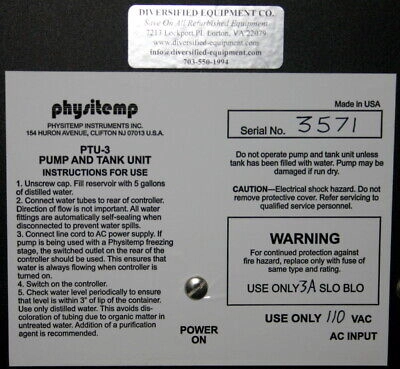 DIVERSIFIED EQUIPMENT CO.
Save On All Refurbished Equipment
7213 Lockport Pl. Lorton, VA 22079
www.diversified-equipment.com
info@diversified-equipment.com
703-550-1994
physitemp
PHYSITEMP INSTRUMENTS INC.
154 HURON AVENUE, CLIFTON NJ 07013 U.S.A.
PTU-3
PUMP AND TANK UNIT
INSTRUCTIONS FOR USE
1. Unscrew cap. Fill reservoir with 5 gallons
of distilled water.
2. Connect water tubes to rear of controller.
Direction of flow is not important. All water
fittings are automatically self-sealing when
disconnected to prevent water spills.
3. Connect line cord to AC power supply. If
pump is being used with a Physitemp freezing
stage, the switched outlet on the rear of the
controller should be used. This ensures that
water is always flowing when controller is
turned on.
4. Switch on the controller.
5. Check water level periodically to ensure
that level is within 3" of lip of the container.
Use only distilled water. This avoids dis-
coloration of tubing due to organic matter in
untreated water. Addition of a purification
agent is recommended.
Made in USA
Serial No. 3571
Do not operate pump and tank unit unless
tank has been filled with water. Pump may
be damaged if run dry.
CAUTION—Electrical shock hazard. Do not
remove protective cover. Refer servicing to
qualified service personnel.
WARNING
For continued protection against
fire hazard, replace only with fuse of
same type and rating.
USE ONLY 3A SLO BLO
POWER
ON
USE ONLY 110 VAC
AC INPUT